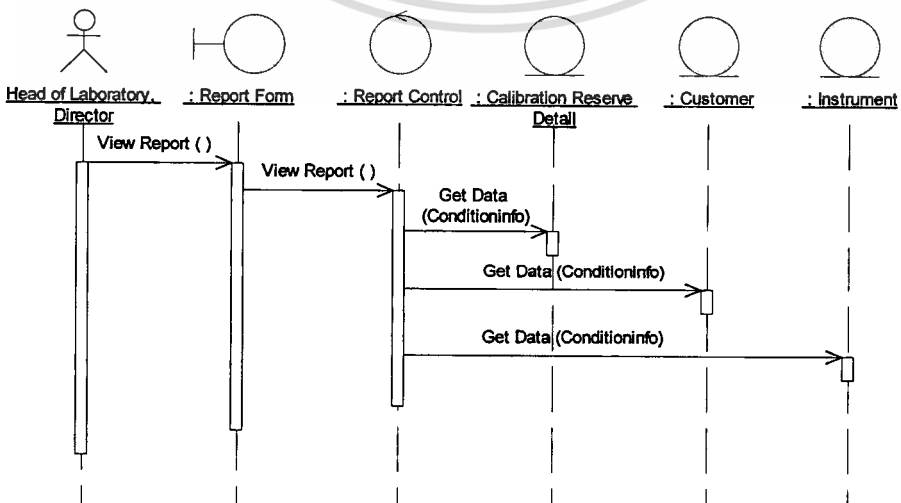 Head of Laboratory,
Director
: Report Form
: Report Control
: Calibration Reserve
Detail
: Customer
: Instrument
View Report ( )
View Report ( )
Get Data
(Conditioninfo)
Get Data (Conditioninfo)
Get Data (Conditioninfo)